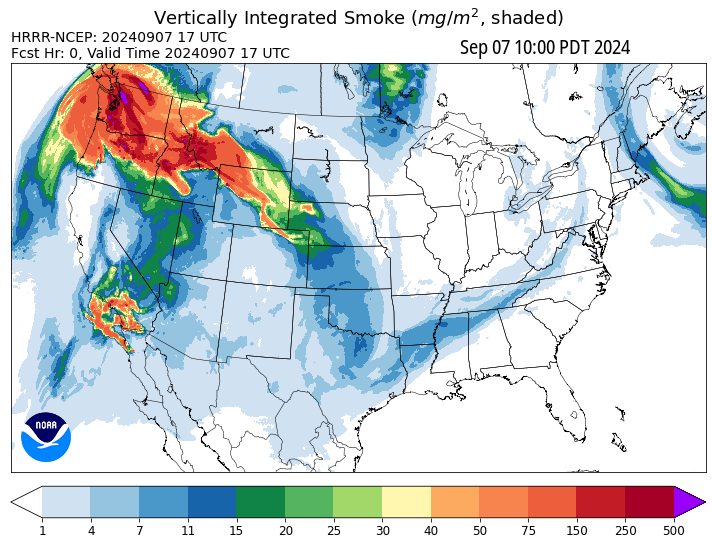 Vertically Integrated Smoke (mg/m², shaded)
HRRR-NCEP: 20240907 17 UTC
Fcst Hr: 0, Valid Time 20240907 17 UTC
Sep 07 10:00 PDT 2024
NOAA
1 4 7 11 15 20 25 30 40 50 75 150 250 500